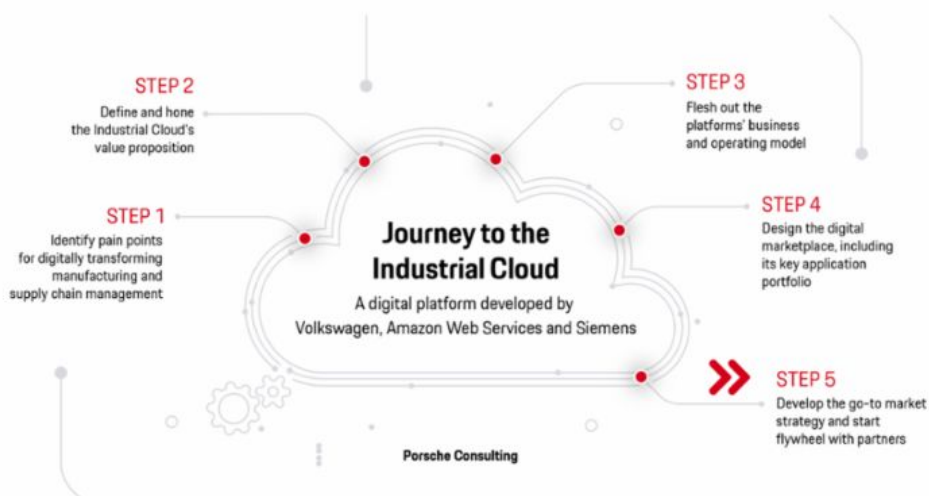 STEP 1
Identify pain points
for digitally transforming
manufacturing and
supply chain management
STEP 2
Define and hone
the Industrial Cloud's
value proposition
STEP 3
Flesh out the
platforms' business
and operating model
STEP 4
Design the digital
marketplace, including
its key application
portfolio
STEP 5
Develop the go-to market
strategy and start
flywheel with partners
Journey to the
Industrial Cloud
A digital platform developed by
Volkswagen, Amazon Web Services and Siemens
Porsche Consulting